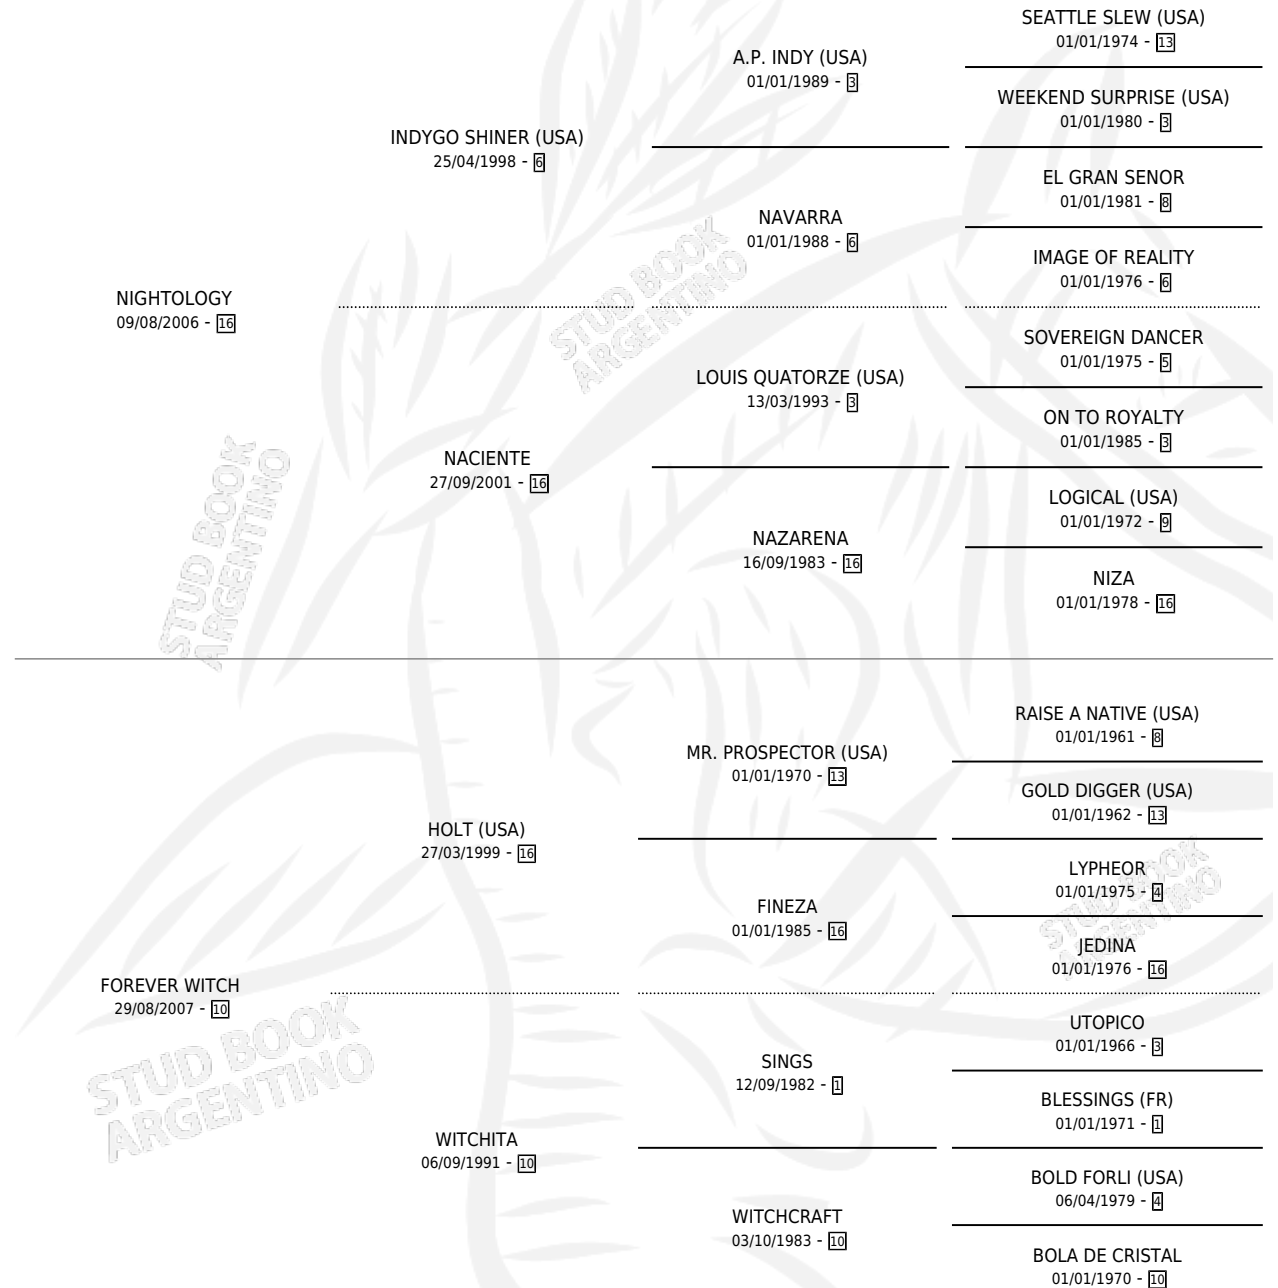 SEATTLE SLEW (USA)
01/01/1974 - 13
A.P. INDY (USA)
01/01/1989 - 3
WEEKEND SURPRISE (USA)
01/01/1980 - 3
INDYGO SHINER (USA)
25/04/1998 - 6
EL GRAN SENOR
01/01/1981 - 8
NAVARRA
01/01/1988 - 6
IMAGE OF REALITY
01/01/1976 - 6
NIGHTOLOGY
09/08/2006 - 16
SOVEREIGN DANCER
01/01/1975 - 5
LOUIS QUATORZE (USA)
13/03/1993 - 3
ON TO ROYALTY
01/01/1985 - 3
NACIENTE
27/09/2001 - 16
LOGICAL (USA)
01/01/1972 - 9
NAZARENA
16/09/1983 - 16
NIZA
01/01/1978 - 16
STUD BOOK
ARGENTINO
STUD BOOK
ARGENTINO
RAISE A NATIVE (USA)
01/01/1961 - 8
MR. PROSPECTOR (USA)
01/01/1970 - 13
GOLD DIGGER (USA)
01/01/1962 - 13
HOLT (USA)
27/03/1999 - 16
LYPHEOR
01/01/1975 - 4
FINEZA
01/01/1985 - 16
JEDINA
01/01/1976 - 16
STUD BOOK
ARGENTINO
FOREVER WITCH
29/08/2007 - 10
UTOPICO
01/01/1966 - 3
SINGS
12/09/1982 - 1
BLESSINGS (FR)
01/01/1971 - 1
STUD BOOK
ARGENTINO
WITCHITA
06/09/1991 - 10
BOLD FORLI (USA)
06/04/1979 - 4
WITCHCRAFT
03/10/1983 - 10
BOLA DE CRISTAL
01/01/1970 - 10